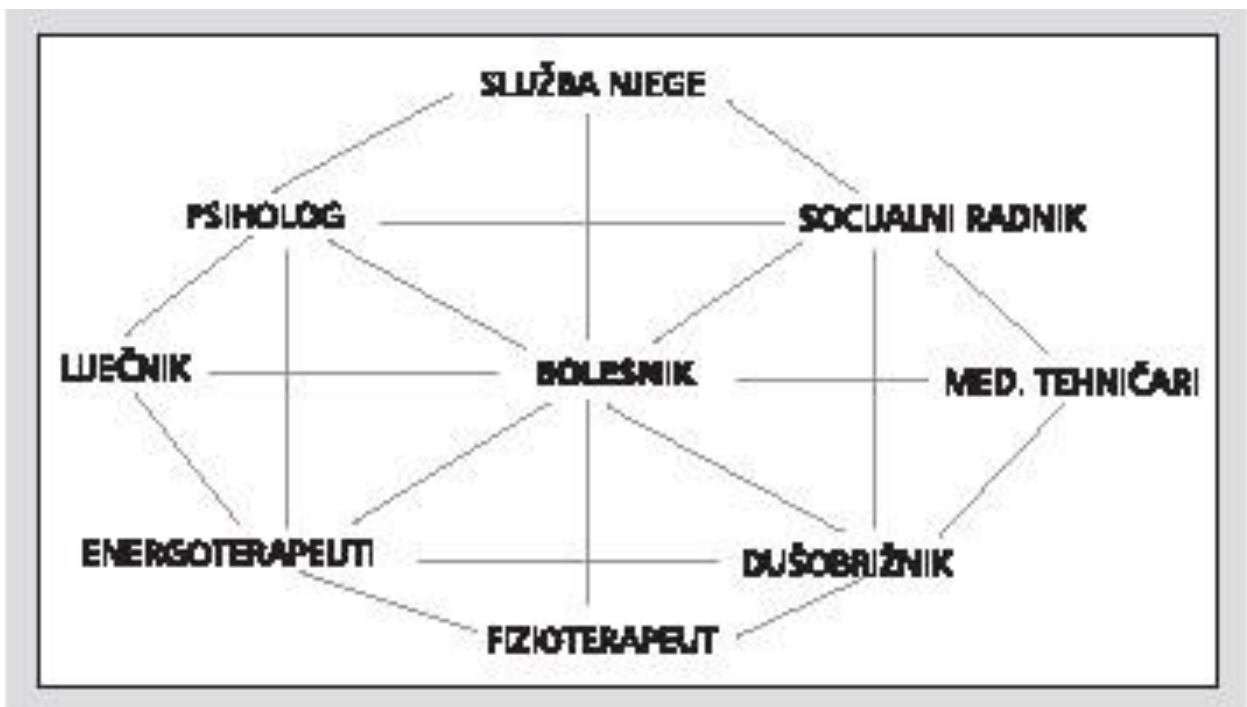 SLUŽBA NJEGE
PSIHOLOG
SOCIJALNI RADNIK
LIJEČNIK
BOLESNIK
MED. TEHNIČARI
ENERGOTERAPEUTI
DUŠOBRIŽNIK
FIZIOTERAPEUT